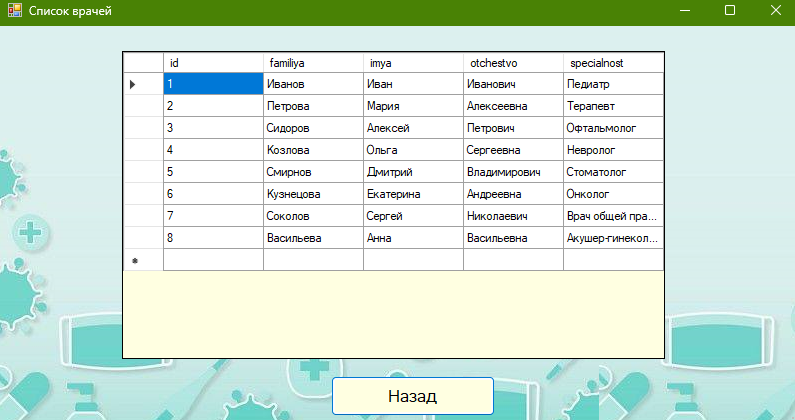 Список врачей
id familiya imya otchestvo specialnost
1 Иванов Иван Иванович Педиатр
2 Петрова Мария Алексеевна Терапевт
3 Сидоров Алексей Петрович Офтальмолог
4 Козлова Ольга Сергеевна Невролог
5 Смирнов Дмитрий Владимирович Стоматолог
6 Кузнецова Екатерина Андреевна Онколог
7 Соколов Сергей Николаевич Врач общей пра...
8 Васильева Анна Васильевна Акушер-гинекол...
Назад